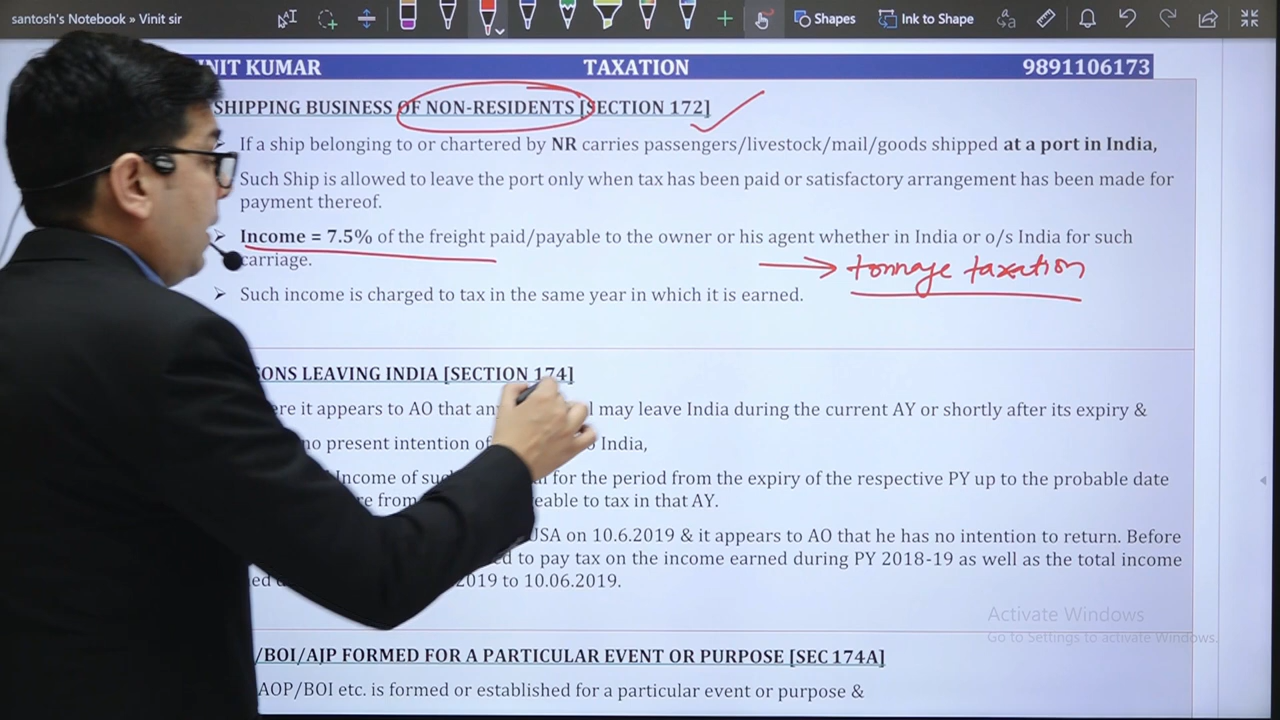 santosh's Notebook » Vinit sir
Shapes
Ink to Shape
NIT KUMAR TAXATION 9891106173
SHIPPING BUSINESS OF NON-RESIDENTS [SECTION 172]
If a ship belonging to or chartered by NR carries passengers/livestock/mail/goods shipped at a port in India,
Such Ship is allowed to leave the port only when tax has been paid or satisfactory arrangement has been made for
payment thereof.
Income = 7.5% of the freight paid/payable to the owner or his agent whether in India or o/s India for such
carriage.
tonnage taxation
Such income is charged to tax in the same year in which it is earned.
SONS LEAVING INDIA [SECTION 174]
ere it appears to AO that an l may leave India during the current AY or shortly after its expiry &
no present intention of India,
Income of su for the period from the expiry of the respective PY up to the probable date
re from eable to tax in that AY.
USA on 10.6.2019 & it appears to AO that he has no intention to return. Before
d to pay tax on the income earned during PY 2018-19 as well as the total income
ed 2019 to 10.06.2019.
Activate Windows
Go to Settings to activate Windows.
/BOI/AJP FORMED FOR A PARTICULAR EVENT OR PURPOSE [SEC 174A]
AOP/BOI etc. is formed or established for a particular event or purpose &